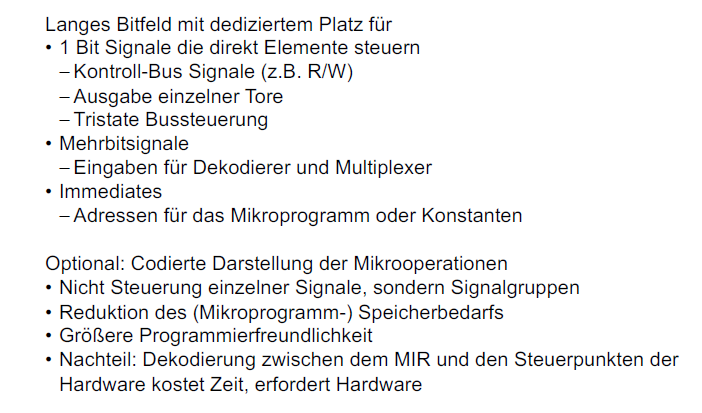 Langes Bitfeld mit dediziertem Platz für
• 1 Bit Signale die direkt Elemente steuern
– Kontroll-Bus Signale (z.B. R/W)
– Ausgabe einzelner Tore
– Tristate Bussteuerung
• Mehrbitsignale
– Eingaben für Dekodierer und Multiplexer
• Immediates
– Adressen für das Mikroprogramm oder Konstanten
Optional: Codierte Darstellung der Mikrooperationen
• Nicht Steuerung einzelner Signale, sondern Signalgruppen
• Reduktion des (Mikroprogramm-) Speicherbedarfs
• Größere Programmierfreundlichkeit
• Nachteil: Dekodierung zwischen dem MIR und den Steuerpunkten der
Hardware kostet Zeit, erfordert Hardware